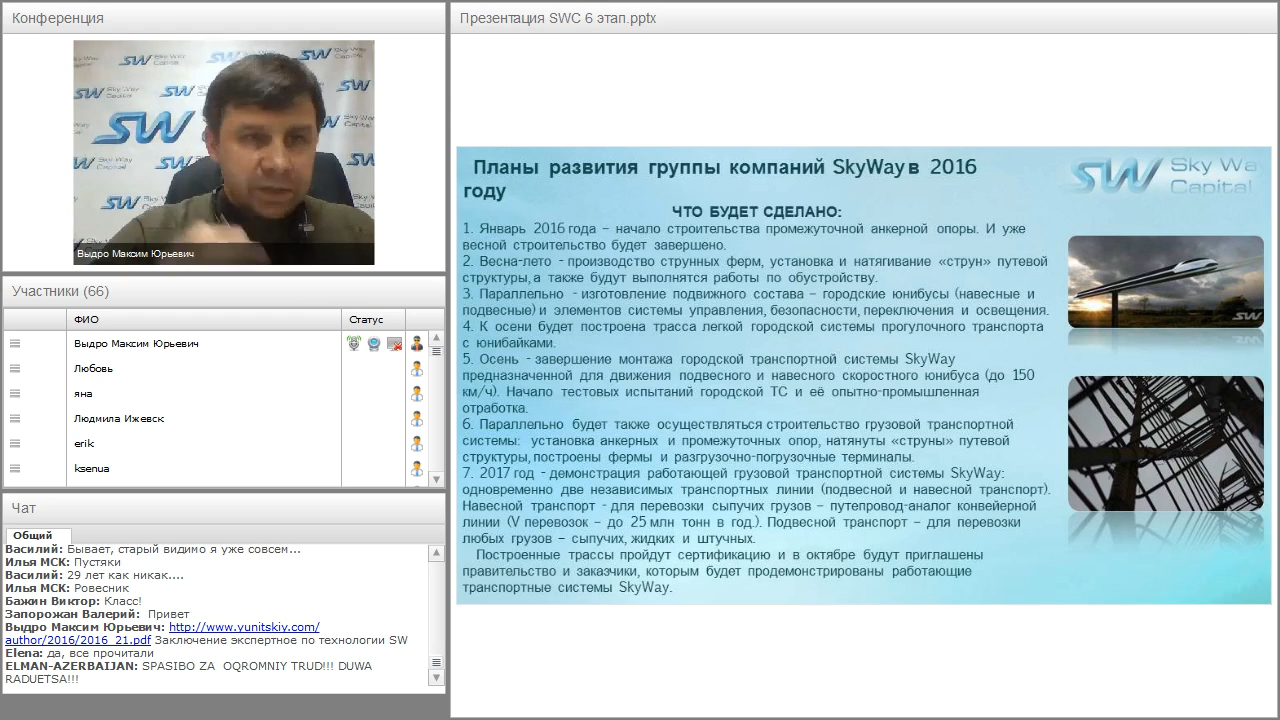 Конференция
Sky Way
Capital
SW
Выдро Максим Юрьевич
Участники (66)
ФИО
Статус
Выдро Максим Юрьевич
Любовь
яна
Людмила Ижевск
erik
ksenua
Чат
Общий
Василий: Бывает, старый видимо я уже совсем...
Илья МСК: Пустяки
Василий: 29 лет как никак....
Илья МСК: Ровесник
Бажин Виктор: Класс!
Запорожан Валерий: Привет
Выдро Максим Юрьевич: http://www.yunitskiy.com/
author/2016/2016_21.pdf Заключение экспертное по технологии SW
Elena: да, все прочитали
ELMAN-AZERBAIJAN: SPASIBO ZA OQROMNIY TRUD!!! DUWA
RADUETSA!!!
Презентация SWC 6 этап.pptx
Планы развития группы компаний SkyWay в 2016
году
SW Sky Wa
Capital
ЧТО БУДЕТ СДЕЛАНО:
1. Январь 2016 года – начало строительства промежуточной анкерной опоры. И уже
весной строительство будет завершено.
2. Весна-лето - производство струнных ферм, установка и натягивание «струн» путевой
структуры, а также будут выполнятся работы по обустройству.
3. Параллельно - изготовление подвижного состава – городские юнибусы (навесные и
подвесные) и элементов системы управления, безопасности, переключения и освещения.
4. К осени будет построена трасса легкой городской системы прогулочного транспорта
с юнибайками.
5. Осень - завершение монтажа городской транспортной системы SkyWay
предназначенной для движения подвесного и навесного скоростного юнибуса (до 150
км/ч). Начало тестовых испытаний городской ТС и её опытно-промышленная
отработка.
6. Параллельно будет также осуществляться строительство грузовой транспортной
системы: установка анкерных и промежуточных опор, натянуты «струны» путевой
структуры, построены фермы и разгрузочно-погрузочные терминалы.
7. 2017 год - демонстрация работающей грузовой транспортной системы SkyWay:
одновременно две независимых транспортных линии (подвесной и навесной транспорт).
Навесной транспорт - для перевозки сыпучих грузов – путепровод-аналог конвейерной
линии (V перевозок – до 25 млн тонн в год.). Подвесной транспорт – для перевозки
любых грузов – сыпучих, жидких и штучных.
Построенные трассы пройдут сертификацию и в октябре будут приглашены
правительство и заказчики, которым будет продемонстрированы работающие
транспортные системы SkyWay.
SW